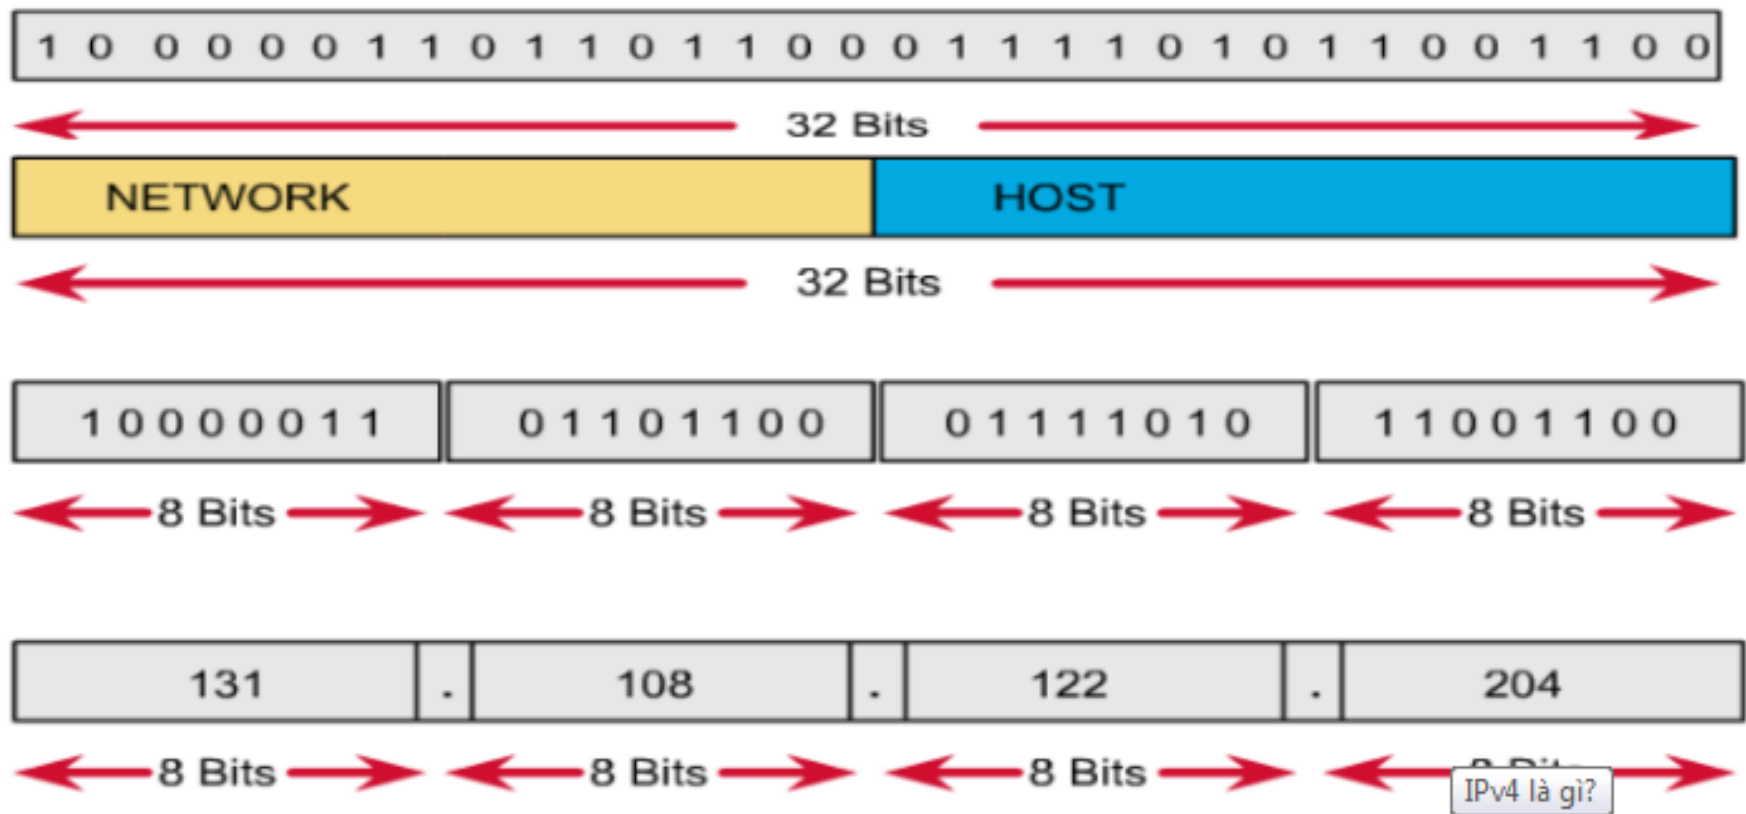 1 0 0 0 0 0 1 1 0 1 1 0 1 1 0 0 0 1 1 1 1 0 1 0 1 1 0 0 1 1 0 0
32 Bits
NETWORK HOST
32 Bits
1 0 0 0 0 0 1 1 0 1 1 0 1 1 0 0 0 1 1 1 1 0 1 0 1 1 0 0 1 1 0 0
8 Bits 8 Bits 8 Bits 8 Bits
131 . 108 . 122 . 204
8 Bits 8 Bits 8 Bits 8 Bits
IPv4 là gì?